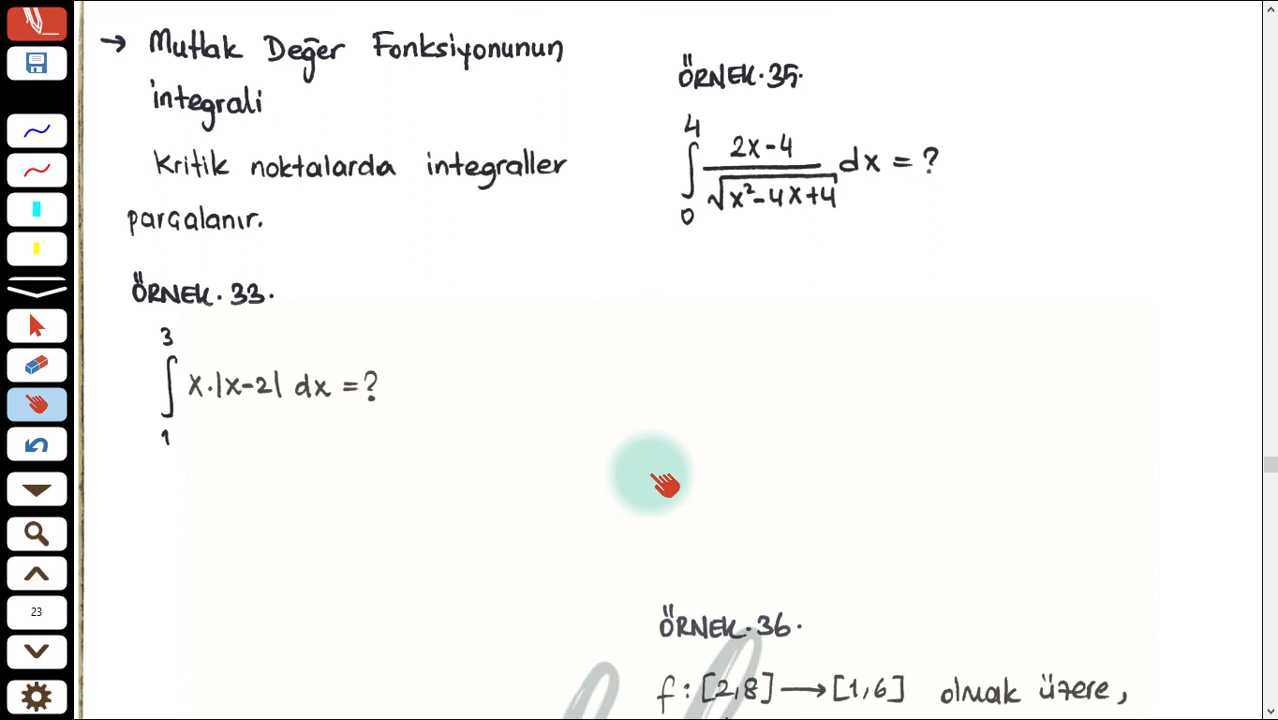 → Mutlak Değer Fonksiyonunun
integrali
Kritik noktalarda integraller
parçalanır.
ÖRNEK.33.
∫₁³ x·|x-2| dx = ?
ÖRNEK.35.
∫₀⁴ (2x-4)/√(x²-4x+4) dx = ?
ÖRNEK.36.
f: [2,8] → [1,6] olmak üzere,
23